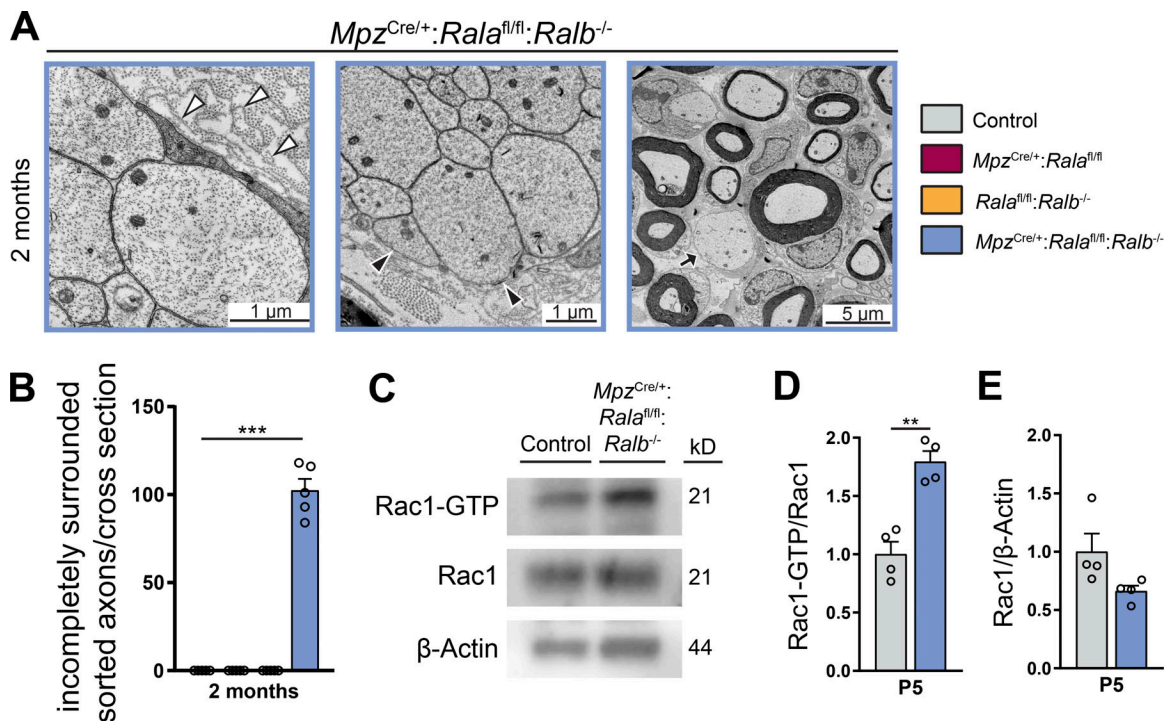 A
Mpz^Cre/+:Rala^fl/fl:Ralb^-/-
2 months
1 µm
1 µm
5 µm
Control
Mpz^Cre/+:Rala^fl/fl
Rala^fl/fl:Ralb^-/-
Mpz^Cre/+:Rala^fl/fl:Ralb^-/-
B
incompletely surrounded
sorted axons/cross section
150
100
50
0
***
2 months
C
Control
Mpz^Cre/+:
Rala^fl/fl:
Ralb^-/-
kD
Rac1-GTP
21
Rac1
21
β-Actin
44
D
Rac1-GTP/Rac1
2.0
1.5
1.0
0.5
0.0
**
P5
E
Rac1/β-Actin
2.0
1.5
1.0
0.5
0.0
P5